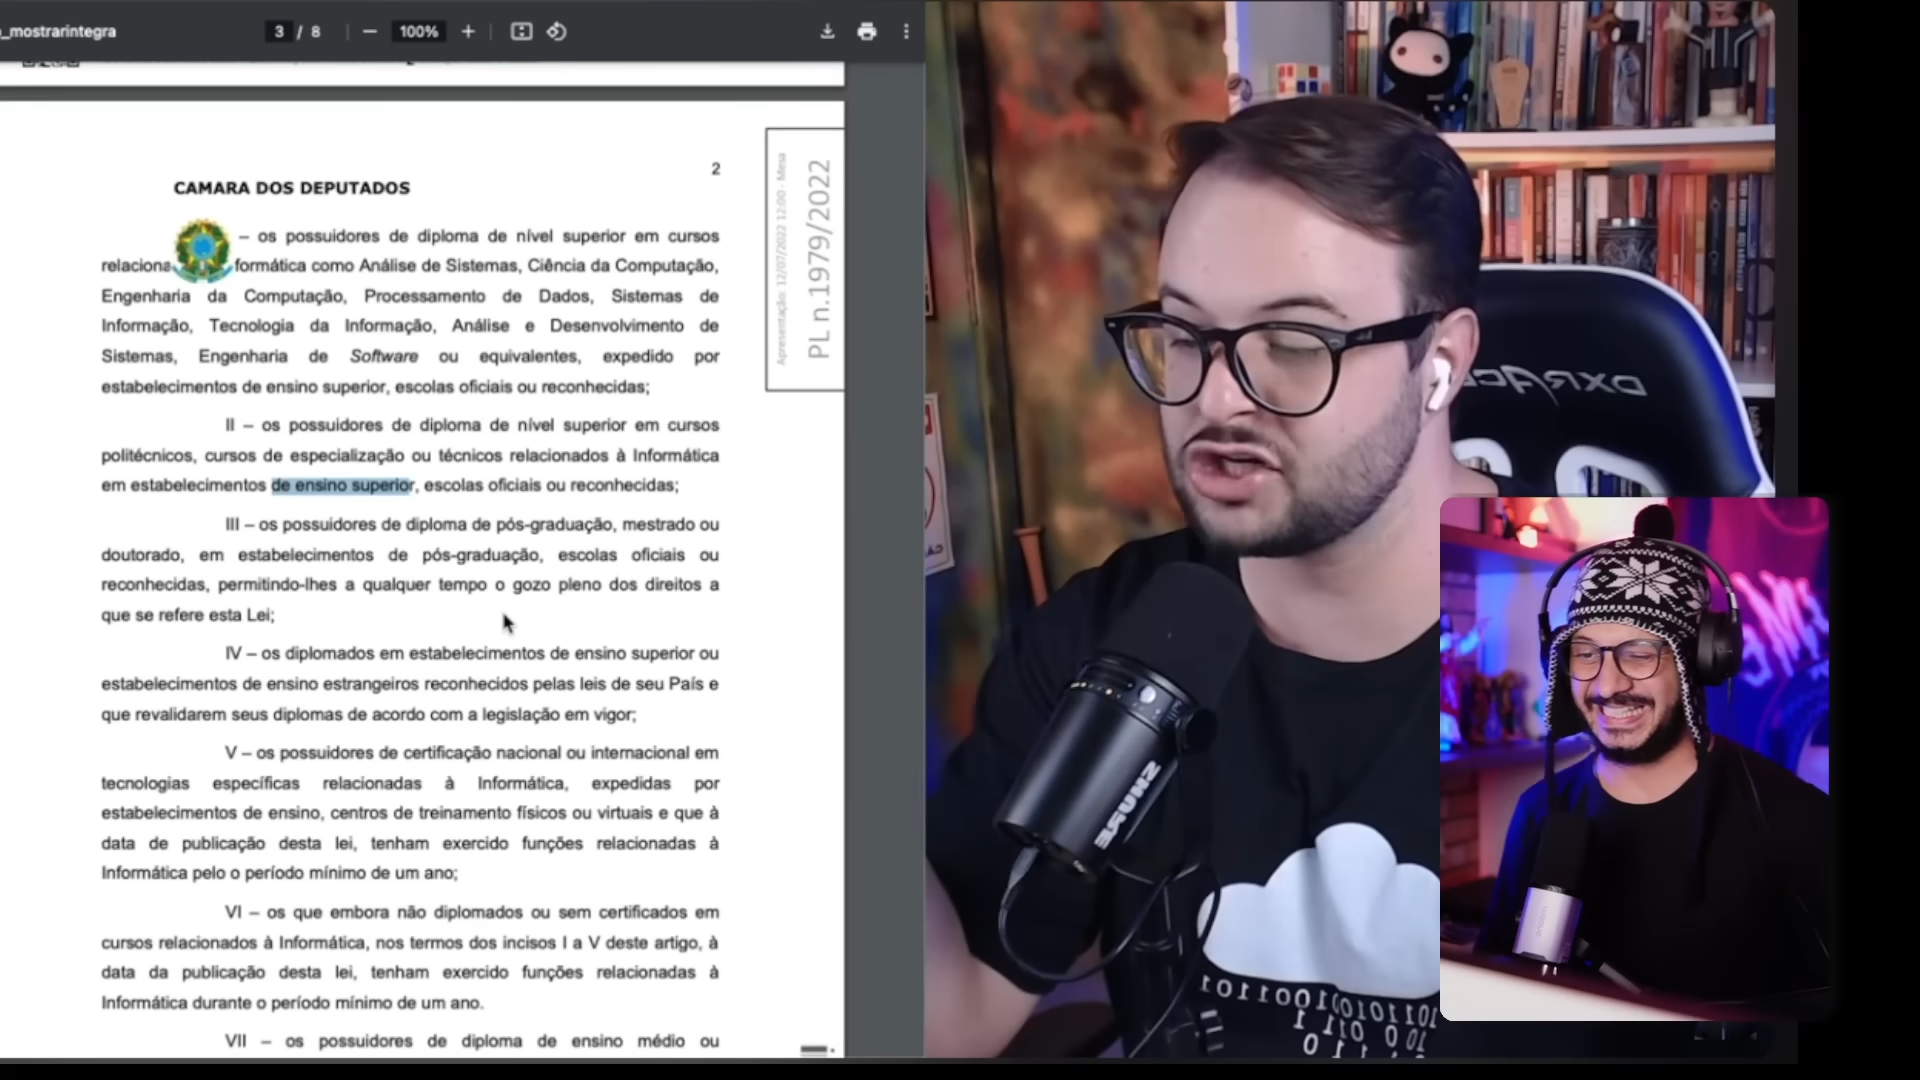 _mostrarintegra
3 / 8
100%
2
CAMARA DOS DEPUTADOS
– os possuidores de diploma de nível superior em cursos
relaciona formática como Análise de Sistemas, Ciência da Computação,
Engenharia da Computação, Processamento de Dados, Sistemas de
Informação, Tecnologia da Informação, Análise e Desenvolvimento de
Sistemas, Engenharia de Software ou equivalentes, expedido por
estabelecimentos de ensino superior, escolas oficiais ou reconhecidas;
II – os possuidores de diploma de nível superior em cursos
politécnicos, cursos de especialização ou técnicos relacionados à Informática
em estabelecimentos de ensino superior, escolas oficiais ou reconhecidas;
III – os possuidores de diploma de pós-graduação, mestrado ou
doutorado, em estabelecimentos de pós-graduação, escolas oficiais ou
reconhecidas, permitindo-lhes a qualquer tempo o gozo pleno dos direitos a
que se refere esta Lei;
IV – os diplomados em estabelecimentos de ensino superior ou
estabelecimentos de ensino estrangeiros reconhecidos pelas leis de seu País e
que revalidarem seus diplomas de acordo com a legislação em vigor;
V – os possuidores de certificação nacional ou internacional em
tecnologias específicas relacionadas à Informática, expedidas por
estabelecimentos de ensino, centros de treinamento físicos ou virtuais e que à
data de publicação desta lei, tenham exercido funções relacionadas à
Informática pelo o período mínimo de um ano;
VI – os que embora não diplomados ou sem certificados em
cursos relacionados à Informática, nos termos dos incisos I a V deste artigo, à
data da publicação desta lei, tenham exercido funções relacionadas à
Informática durante o período mínimo de um ano.
VII – os possuidores de diploma de ensino médio ou
Apresentação: 12/07/2022 12:00 - Mesa
PL n.1979/2022
DXRACER
SHURE